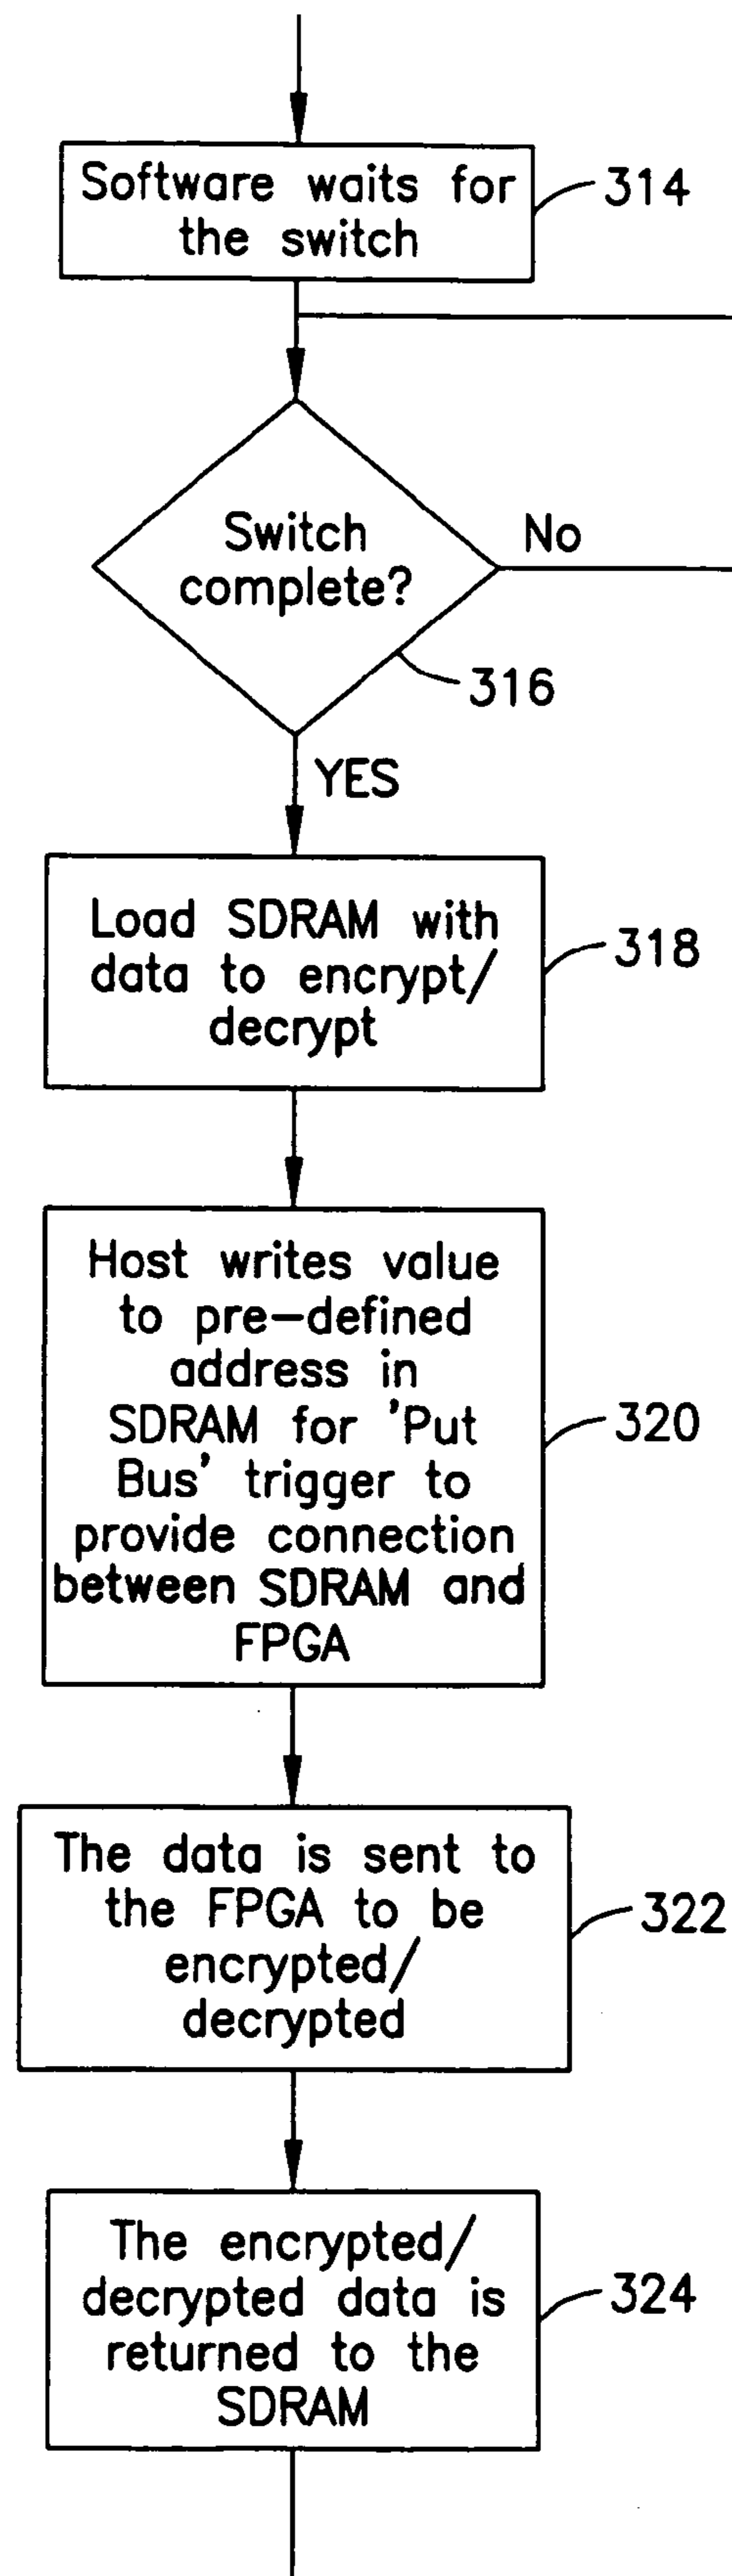 Software waits for
the switch
314
Switch
complete?
No
316
YES
Load SDRAM with
data to encrypt/
decrypt
318
Host writes value
to pre-defined
address in
SDRAM for 'Put
Bus' trigger to
provide connection
between SDRAM and
FPGA
320
The data is sent to
the FPGA to be
encrypted/
decrypted
322
The encrypted/
decrypted data is
returned to the
SDRAM
324